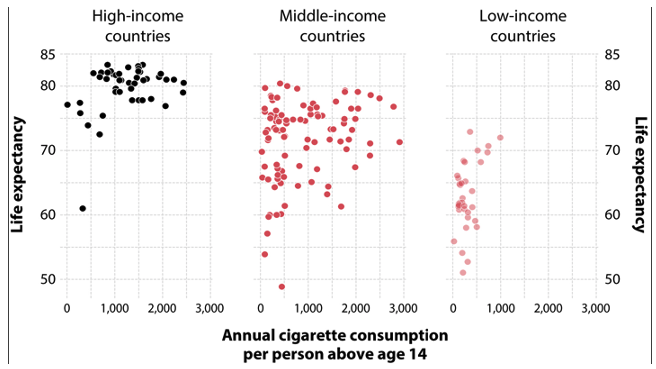 High-income
countries
Middle-income
countries
Low-income
countries
85
80
70
60
50
85
80
70
60
50
Life expectancy
Life expectancy
0
1,000
2,000
3,000
0
1,000
2,000
3,000
0
1,000
2,000
3,000
Annual cigarette consumption
per person above age 14